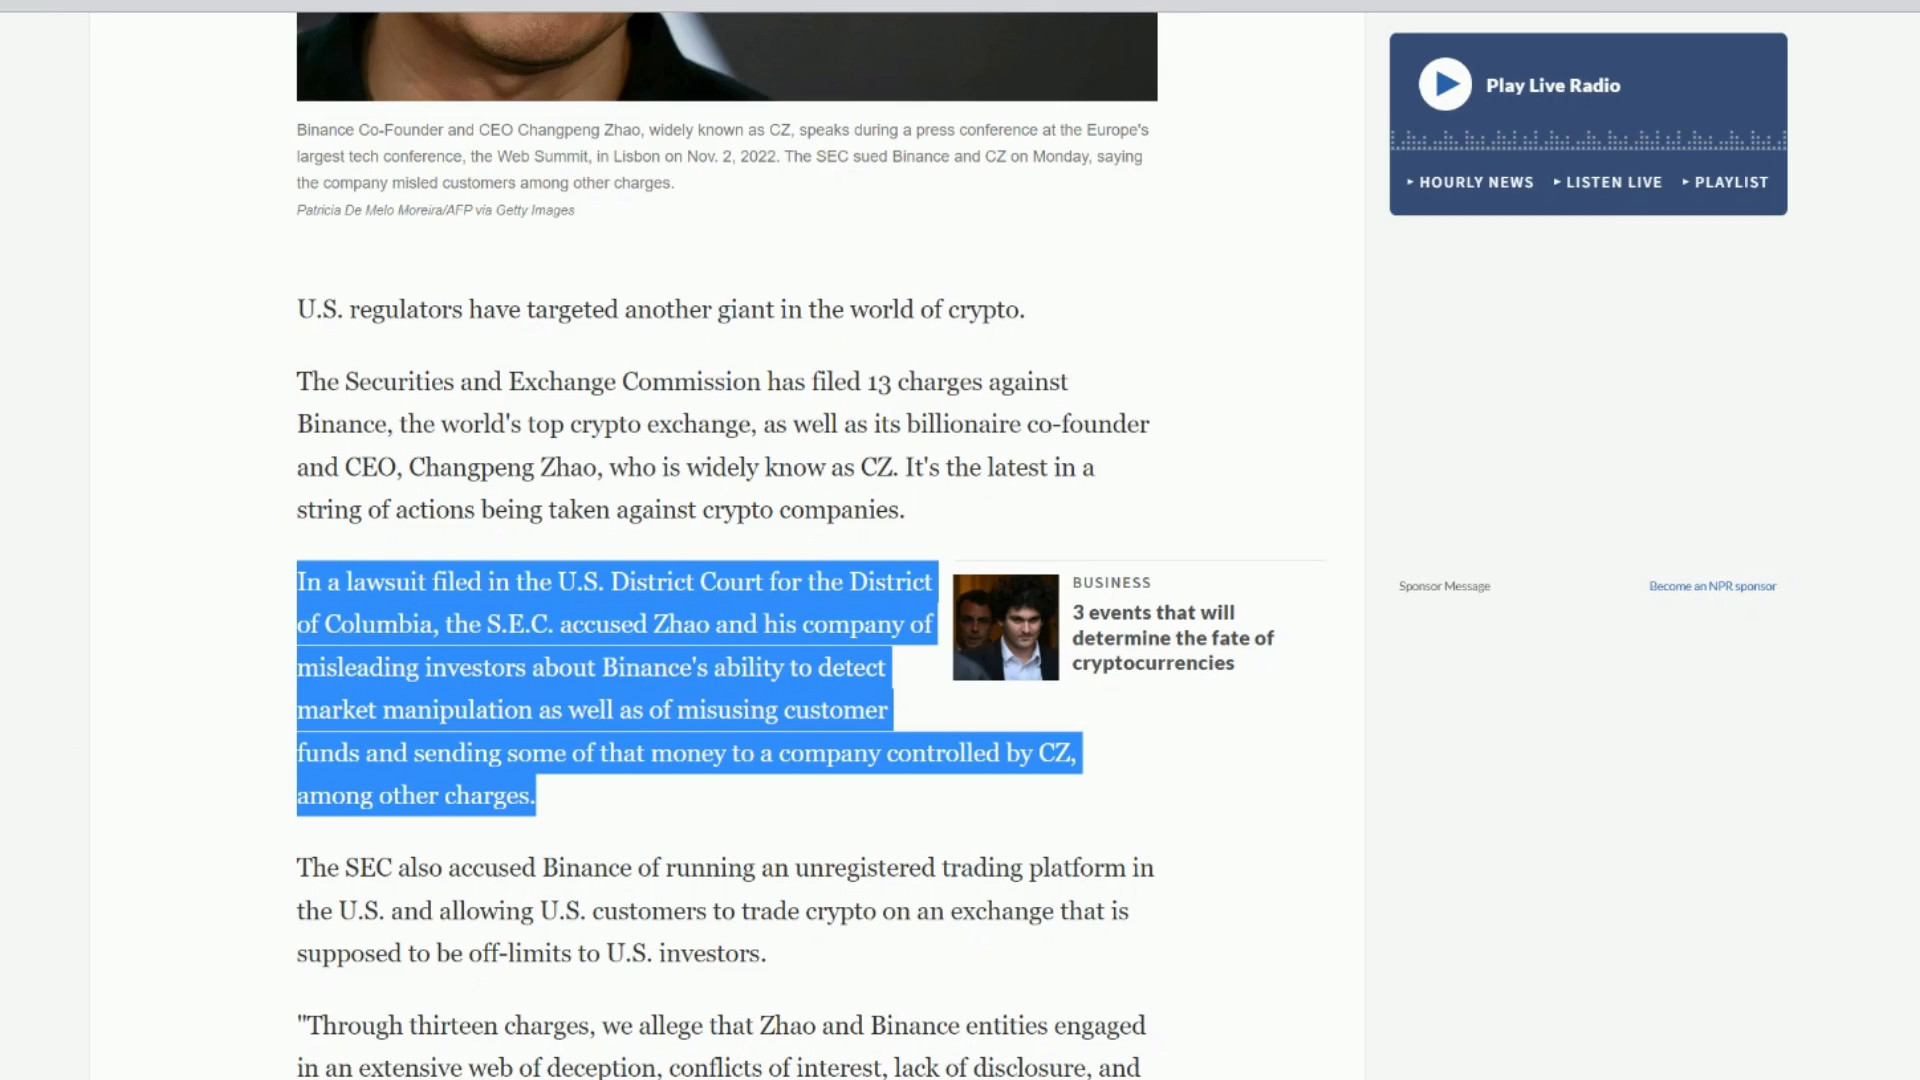 Play Live Radio
▸ HOURLY NEWS ▸ LISTEN LIVE ▸ PLAYLIST
Binance Co-Founder and CEO Changpeng Zhao, widely known as CZ, speaks during a press conference at the Europe's
largest tech conference, the Web Summit, in Lisbon on Nov. 2, 2022. The SEC sued Binance and CZ on Monday, saying
the company misled customers among other charges.
Patricia De Melo Moreira/AFP via Getty Images
U.S. regulators have targeted another giant in the world of crypto.
The Securities and Exchange Commission has filed 13 charges against
Binance, the world's top crypto exchange, as well as its billionaire co-founder
and CEO, Changpeng Zhao, who is widely know as CZ. It's the latest in a
string of actions being taken against crypto companies.
In a lawsuit filed in the U.S. District Court for the District
of Columbia, the S.E.C. accused Zhao and his company of
misleading investors about Binance's ability to detect
market manipulation as well as of misusing customer
funds and sending some of that money to a company controlled by CZ,
among other charges.
BUSINESS
3 events that will
determine the fate of
cryptocurrencies
Sponsor Message
Become an NPR sponsor
The SEC also accused Binance of running an unregistered trading platform in
the U.S. and allowing U.S. customers to trade crypto on an exchange that is
supposed to be off-limits to U.S. investors.
"Through thirteen charges, we allege that Zhao and Binance entities engaged
in an extensive web of deception, conflicts of interest, lack of disclosure, and